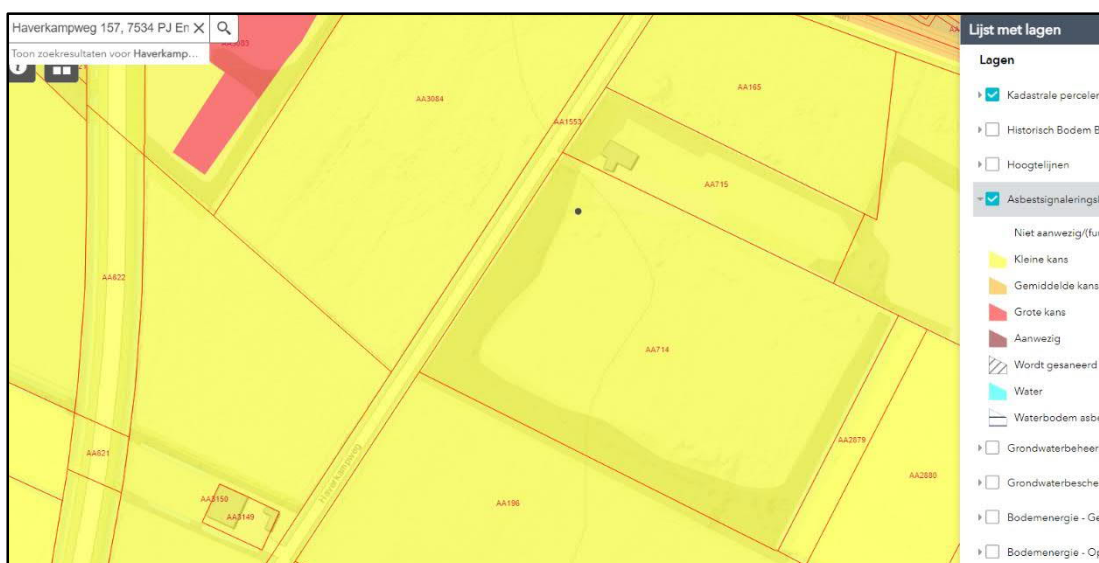 Haverkampweg 157, 7534 PJ En
Toon zoekresultaten voor Haverkamp...
Lijst met lagen
Lagen
Kadastrale percelen
Historisch Bodem B
Hoogtelijnen
Asbestsignalerings
Niet aanwezig/(fu
Kleine kans
Gemiddelde kans
Grote kans
Aanwezig
Wordt gesaneerd
Water
Waterbodem asbe
Grondwaterbeheer
Grondwaterbesche
Bodemenergie - Ge
Bodemenergie - Op
AA3084
AA165
AA1553
AA715
AA622
AA714
AA2879
AA2880
AA621
AA3150
AA3149
AA196
Haverkampweg